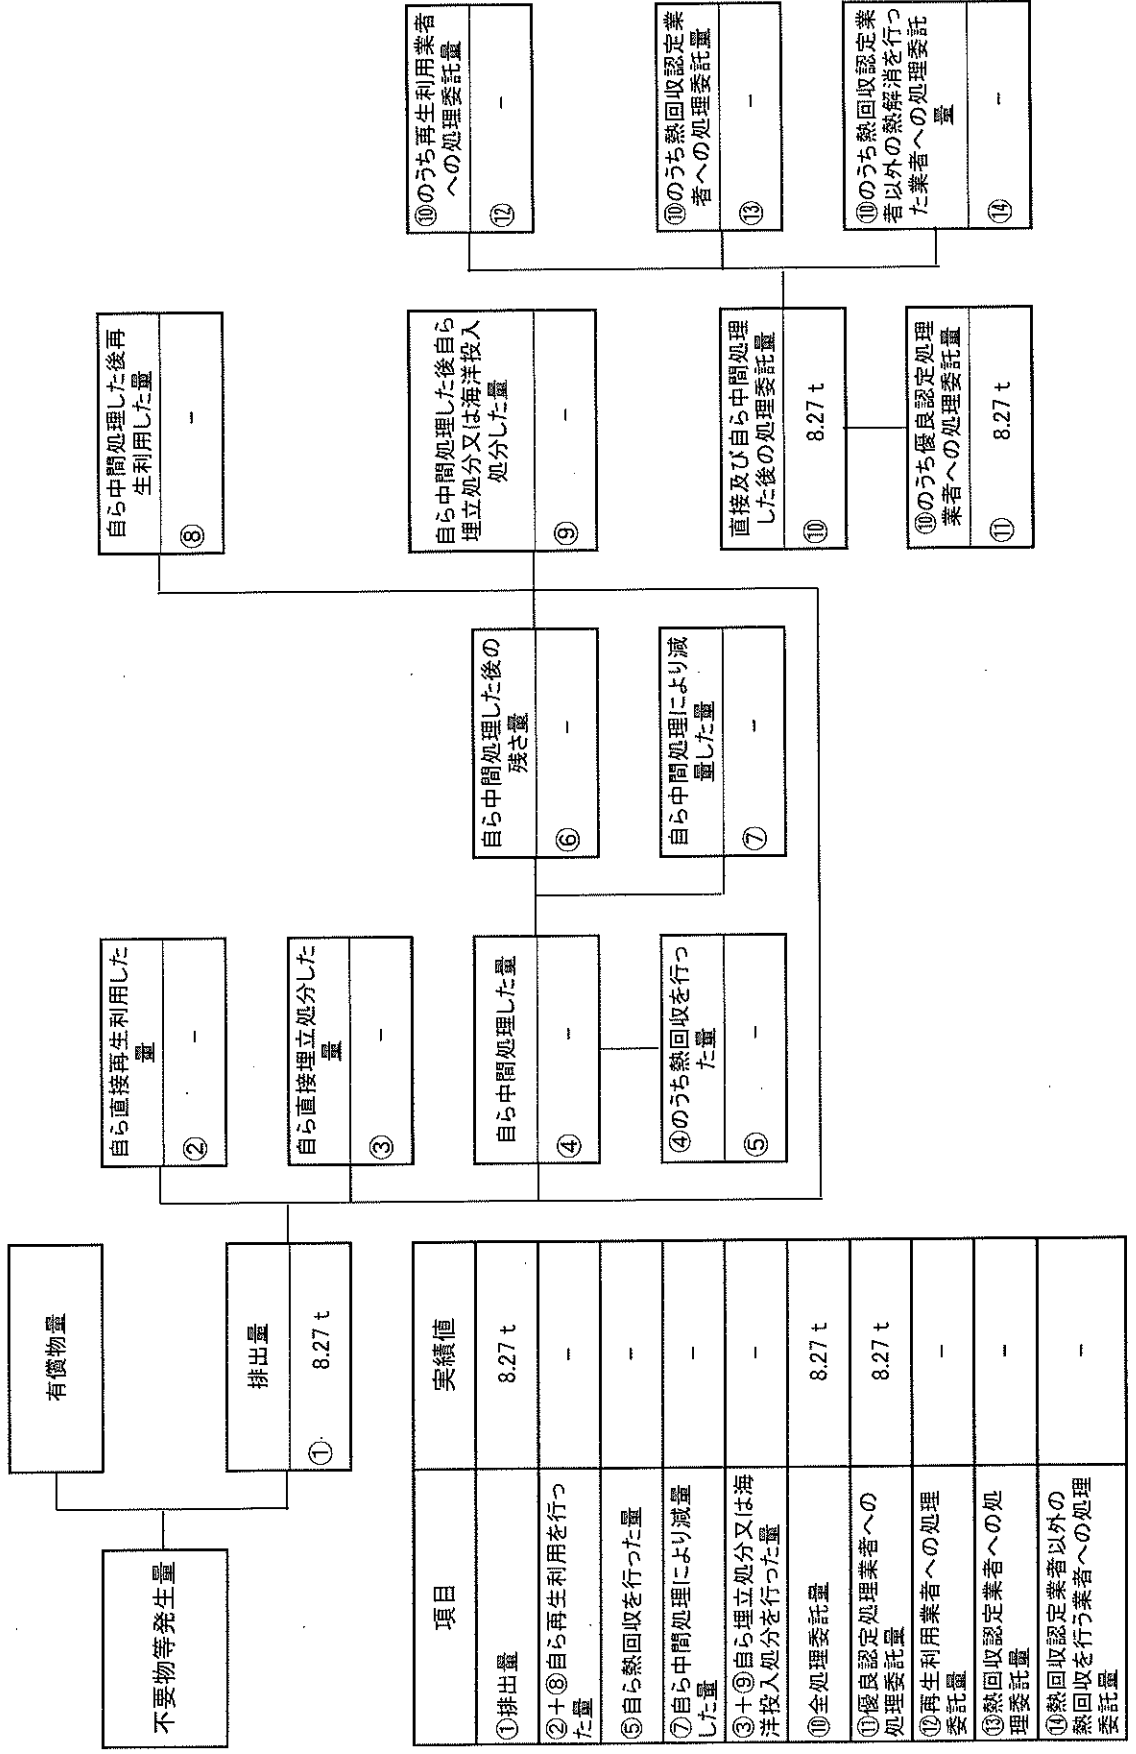 不要物等発生量
有償物量
排出量
① 8.27 t
自ら直接再生利用した
量
② −
自ら直接埋立処分した
量
③ −
自ら中間処理した量
④ −
④のうち熱回収を行っ
た量
⑤ −
自ら中間処理した後の
残さ量
⑥ −
自ら中間処理により減
量した量
⑦ −
自ら中間処理した後再
生利用した量
⑧ −
自ら中間処理した後自ら
埋立処分又は海洋投入
処分した量
⑨ −
直接及び自ら中間処理
した後の処理委託量
⑩ 8.27 t
⑩のうち優良認定処理
業者への処理委託量
⑪ 8.27 t
⑩のうち再生利用業者
への処理委託量
⑫ −
⑩のうち熱回収認定業
者への処理委託量
⑬ −
⑩のうち熱回収認定業
者以外の熱解消を行っ
た業者への処理委託
量
⑭ −
項目 実績値
①排出量 8.27 t
②+⑧自ら再生利用を行っ
た量 −
⑤自ら熱回収を行った量 −
⑦自ら中間処理により減量
した量 −
③+⑨自ら埋立処分又は海
洋投入処分を行った量 −
⑩全処理委託量 8.27 t
⑪優良認定処理業者への
処理委託量 8.27 t
⑫再生利用業者への処理
委託量 −
⑬熱回収認定業者への処
理委託量 −
⑭熱回収認定業者以外の
熱回収を行う業者への処理
委託量 −